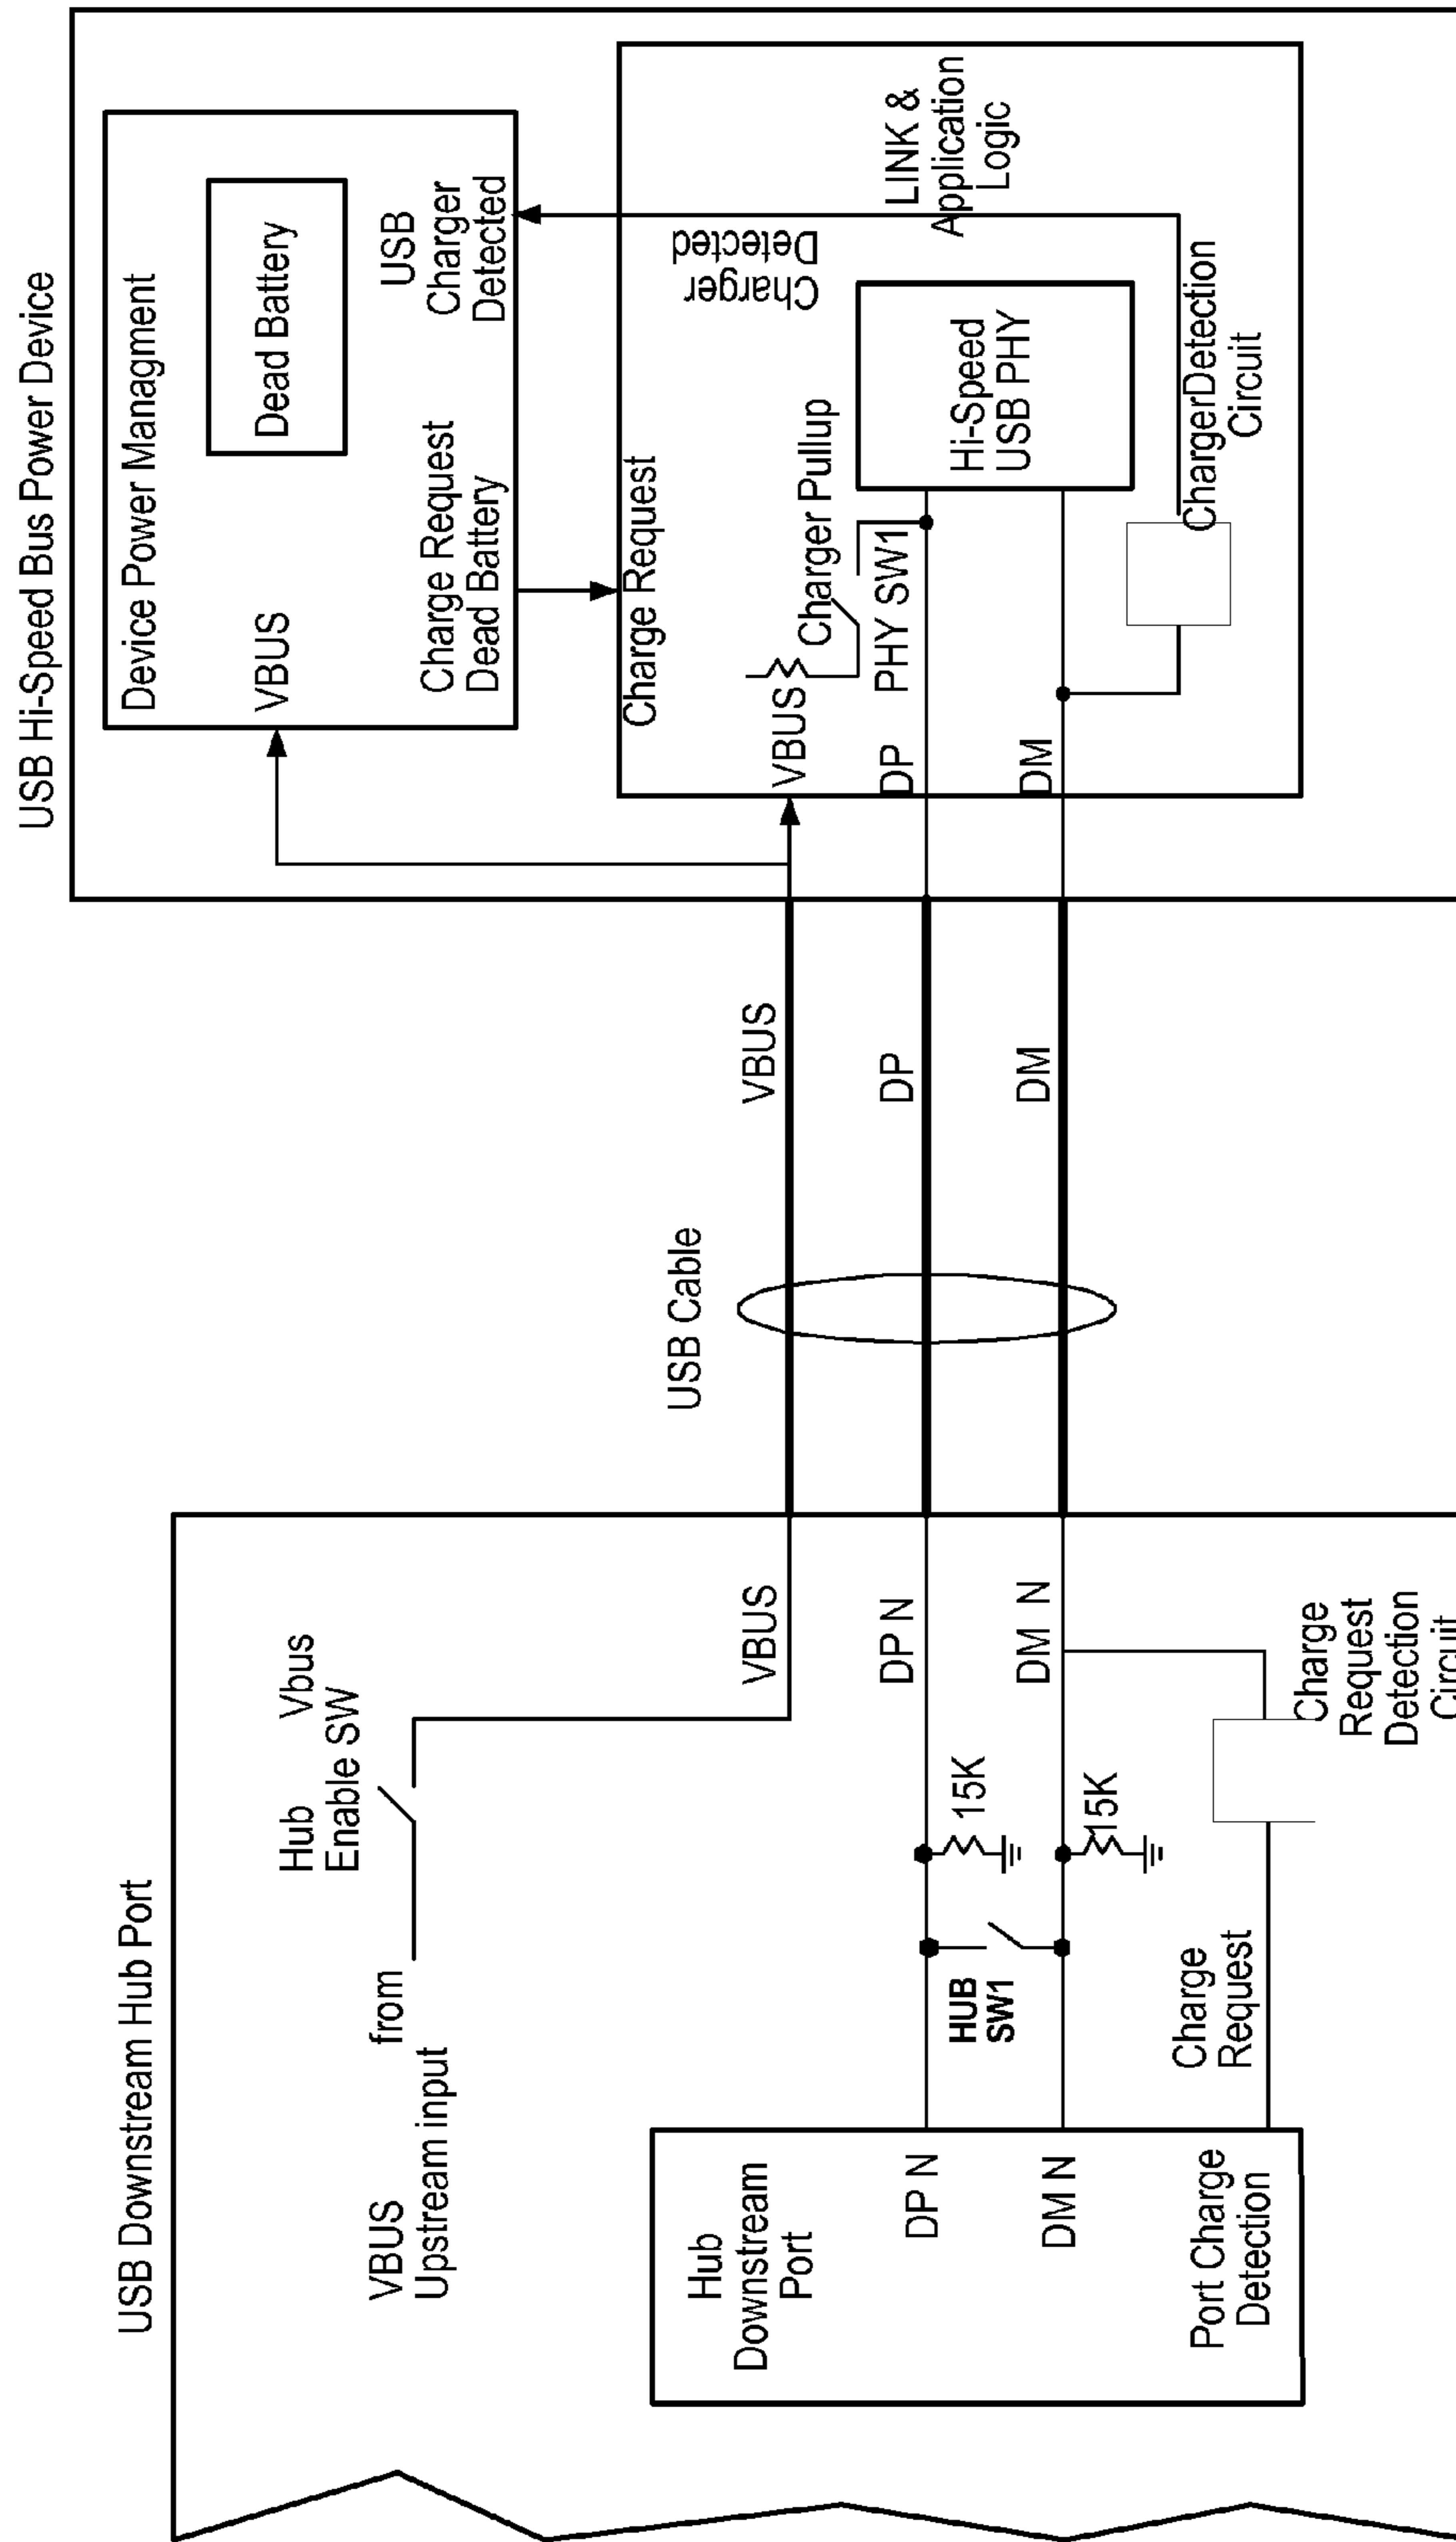 USB Downstream Hub Port
Hub Vbus
Enable SW
VBUS from
Upstream input
VBUS
Hub
Downstream
Port
DP N
DM N
Port Charge
Detection
HUB
SW1
15K
15K
DP N
DM N
Charge
Request
Charge
Request
Detection
Circuit
USB Cable
VBUS
DP
DM
USB Hi-Speed Bus Power Device
Device Power Managment
VBUS
Dead Battery
Charge Request
Dead Battery
USB
Charger
Detected
Charge Request
Charger
Detected
VBUS
Charger Pullup
PHY SW1
DP
DM
LINK &
Application
Logic
Hi-Speed
USB PHY
ChargerDetection
Circuit